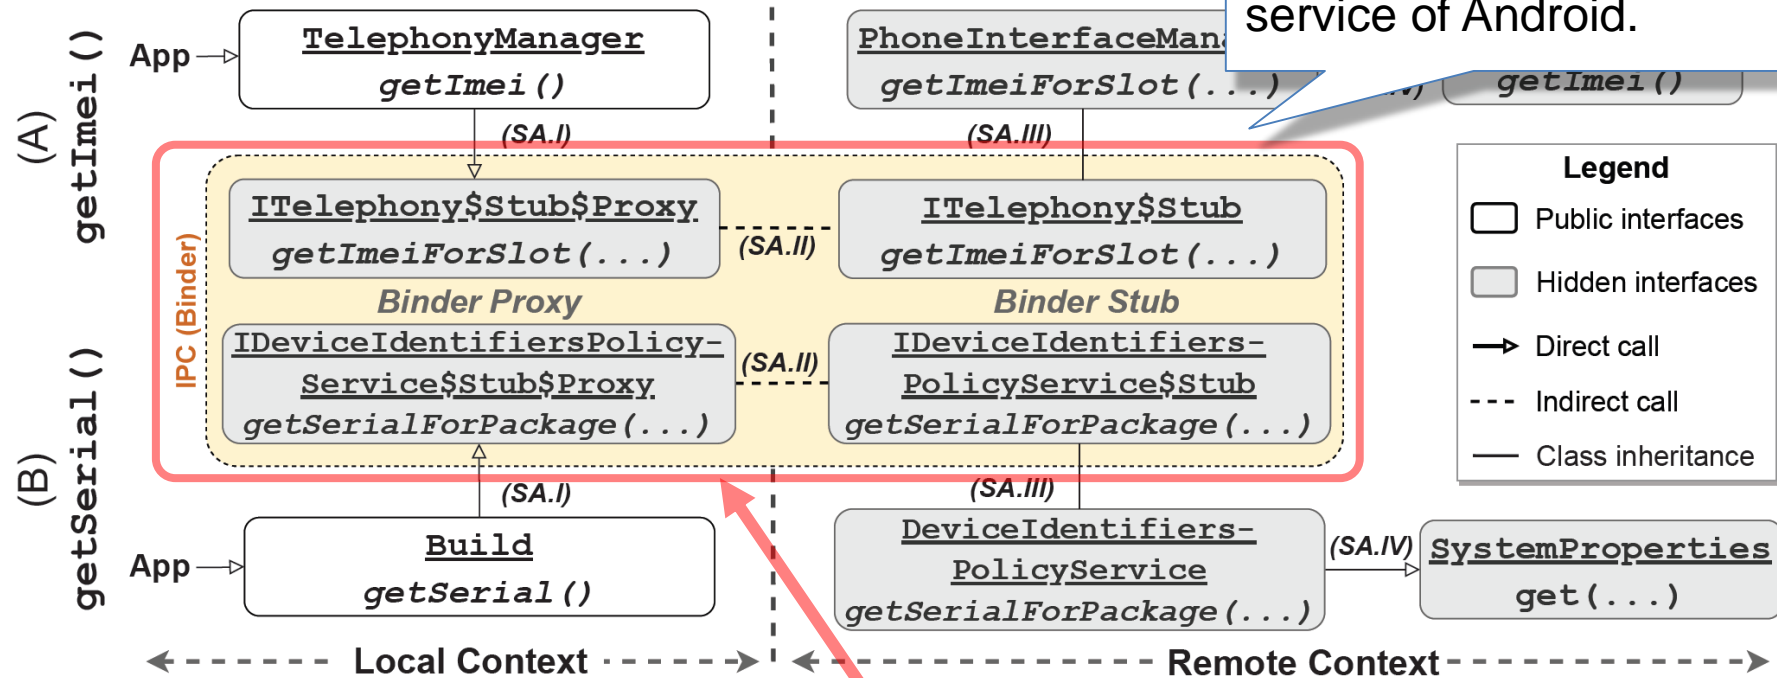 service of Android.
(A)
getImei()
App
TelephonyManager
getImei()
PhoneInterfaceMana
getImeiForSlot(...)
getImei()
(SA.I)
(SA.III)
IPC (Binder)
ITelephony$Stub$Proxy
getImeiForSlot(...)
(SA.II)
ITelephony$Stub
getImeiForSlot(...)
Binder Proxy
Binder Stub
IDeviceIdentifiersPolicy-
Service$Stub$Proxy
getSerialForPackage(...)
(SA.II)
IDeviceIdentifiers-
PolicyService$Stub
getSerialForPackage(...)
(B)
getSerial()
(SA.I)
(SA.III)
App
Build
getSerial()
DeviceIdentifiers-
PolicyService
getSerialForPackage(...)
(SA.IV)
SystemProperties
get(...)
Local Context
Remote Context
Legend
Public interfaces
Hidden interfaces
Direct call
Indirect call
Class inheritance